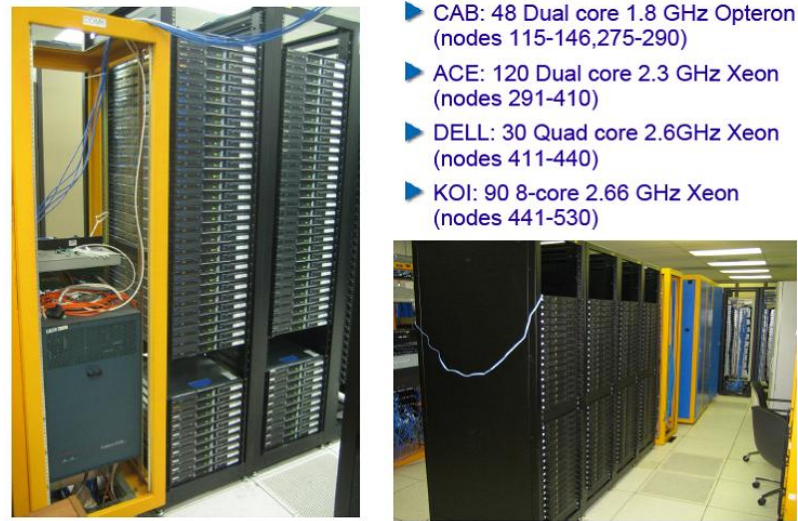 COMM
CAB: 48 Dual core 1.8 GHz Opteron
(nodes 115-146,275-290)
ACE: 120 Dual core 2.3 GHz Xeon
(nodes 291-410)
DELL: 30 Quad core 2.6GHz Xeon
(nodes 411-440)
KOI: 90 8-core 2.66 GHz Xeon
(nodes 441-530)